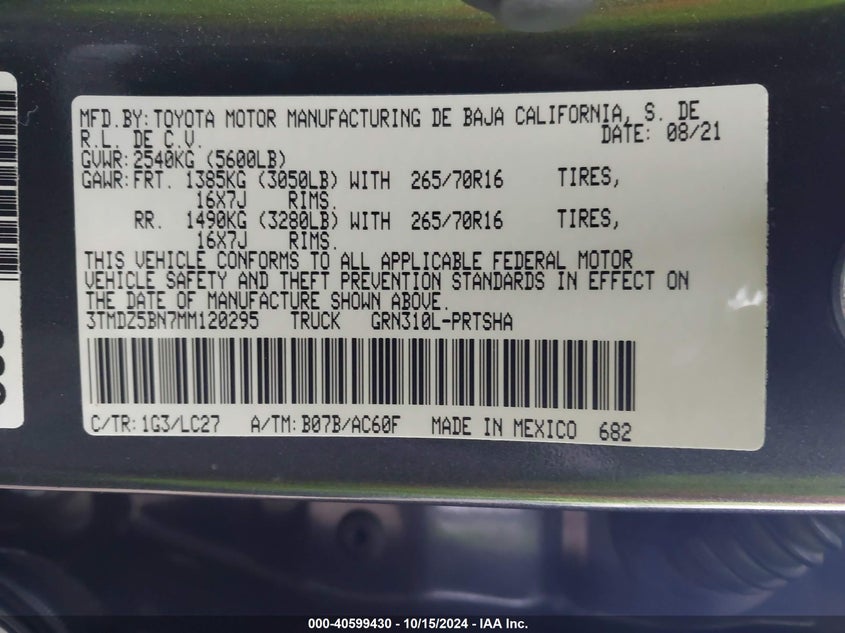 MFD.BY: TOYOTA MOTOR MANUFACTURING DE BAJA CALIFORNIA, S. DE
R.L. DE C.V. DATE: 08/21
GVWR: 2540KG (5600LB)
GAWR: FRT. 1385KG (3050LB) WITH 265/70R16 TIRES,
16X7J RIMS.
RR. 1490KG (3280LB) WITH 265/70R16 TIRES,
16X7J RIMS.
THIS VEHICLE CONFORMS TO ALL APPLICABLE FEDERAL MOTOR
VEHICLE SAFETY AND THEFT PREVENTION STANDARDS IN EFFECT ON
THE DATE OF MANUFACTURE SHOWN ABOVE.
3TMDZ5BN7MM120295 TRUCK GRN310L-PRTSHA
C/TR: 1G3/LC27 A/TM: B07B/AC60F MADE IN MEXICO 682
000-40599430 - 10/15/2024 - IAA Inc.